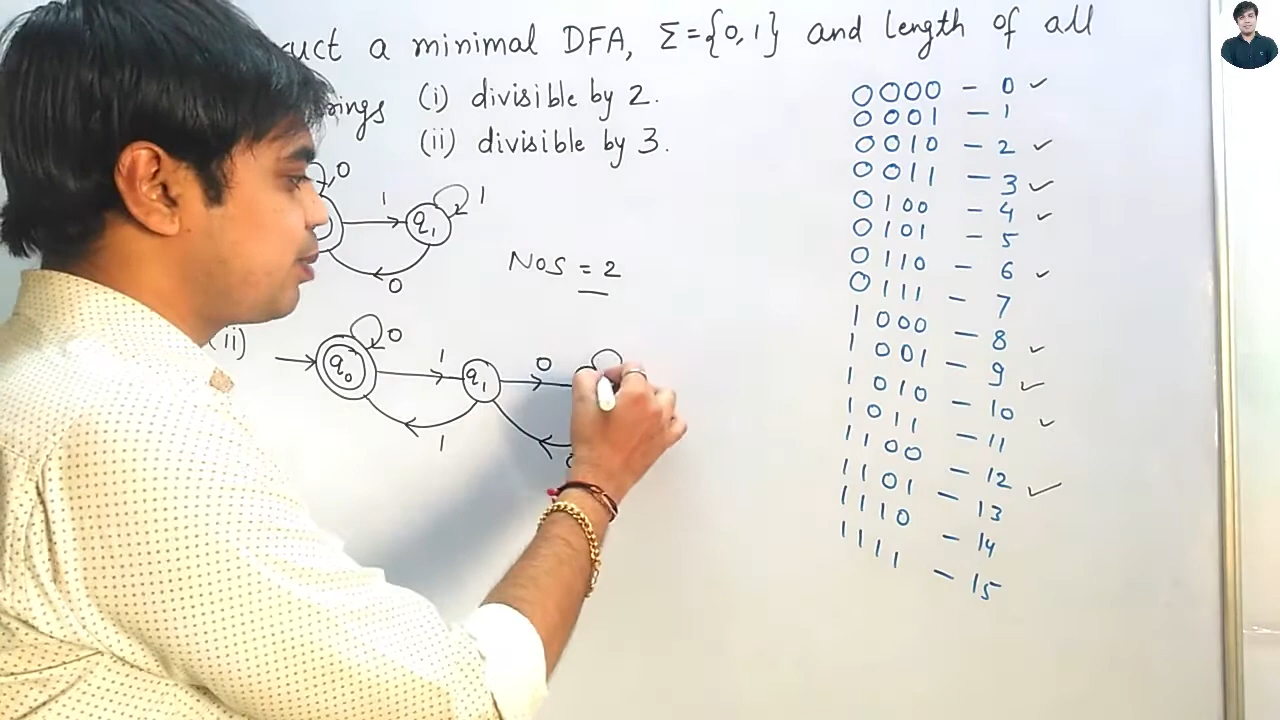 uct a minimal DFA, Σ={0,1} and length of all
ings (i) divisible by 2.
(ii) divisible by 3.
0
1
q1
1
0
NOS = 2
(ii)
q0
0
1
q1
0
1
0000 - 0 ✓
0001 - 1
0010 - 2 ✓
0011 - 3 ✓
0100 - 4 ✓
0101 - 5
0110 - 6 ✓
0111 - 7
1000 - 8 ✓
1001 - 9 ✓
1010 - 10 ✓
1011 - 11
1100 - 12 ✓
1101 - 13
1110 - 14
1111 - 15